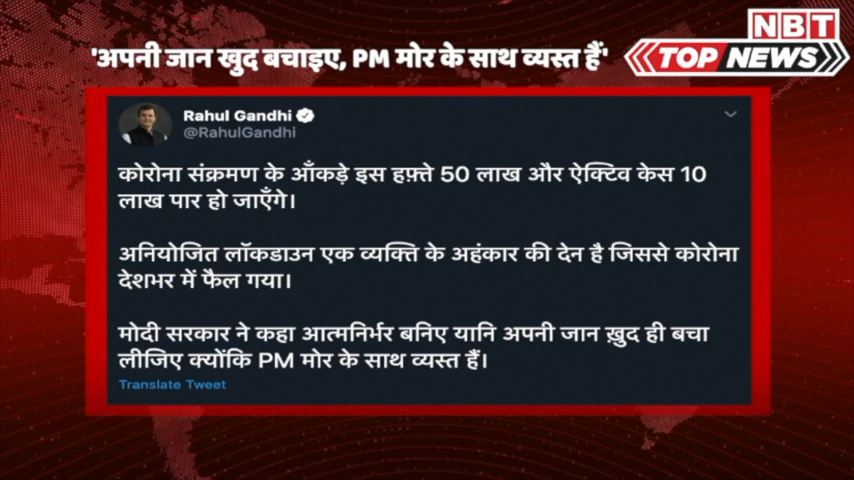 'अपनी जान खुद बचाइए, PM मोर के साथ व्यस्त हैं'
NBT
TOP NEWS
Rahul Gandhi
@RahulGandhi
कोरोना संक्रमण के आँकड़े इस हफ़्ते 50 लाख और ऐक्टिव केस 10
लाख पार हो जाएँगे।
अनियोजित लॉकडाउन एक व्यक्ति के अहंकार की देन है जिससे कोरोना
देशभर में फैल गया।
मोदी सरकार ने कहा आत्मनिर्भर बनिए यानि अपनी जान ख़ुद ही बचा
लीजिए क्योंकि PM मोर के साथ व्यस्त हैं।
Translate Tweet